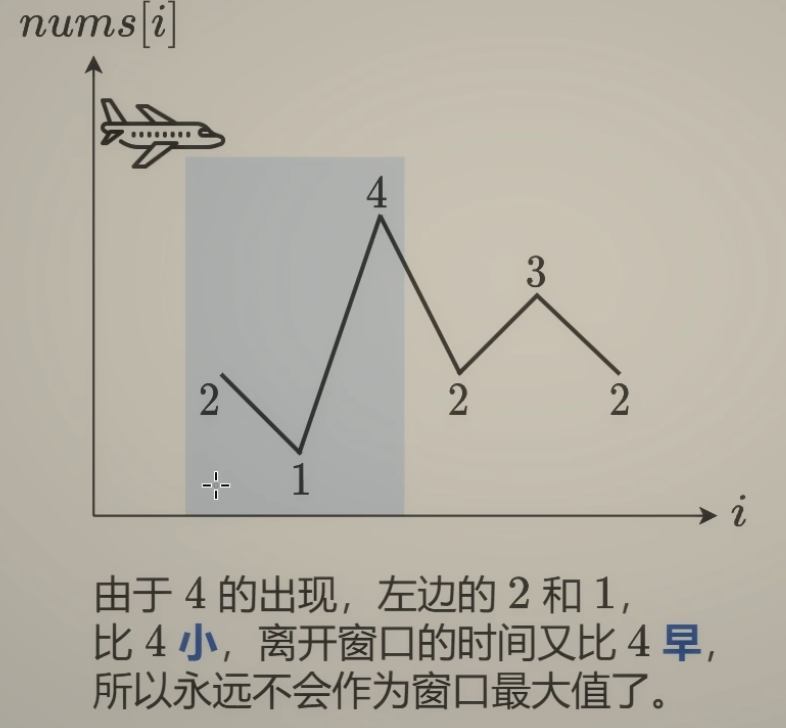 nums[i]
4
3
2
2
2
1
i
由于 4 的出现，左边的 2 和 1，
比 4 小，离开窗口的时间又比 4 早，
所以永远不会作为窗口最大值了。